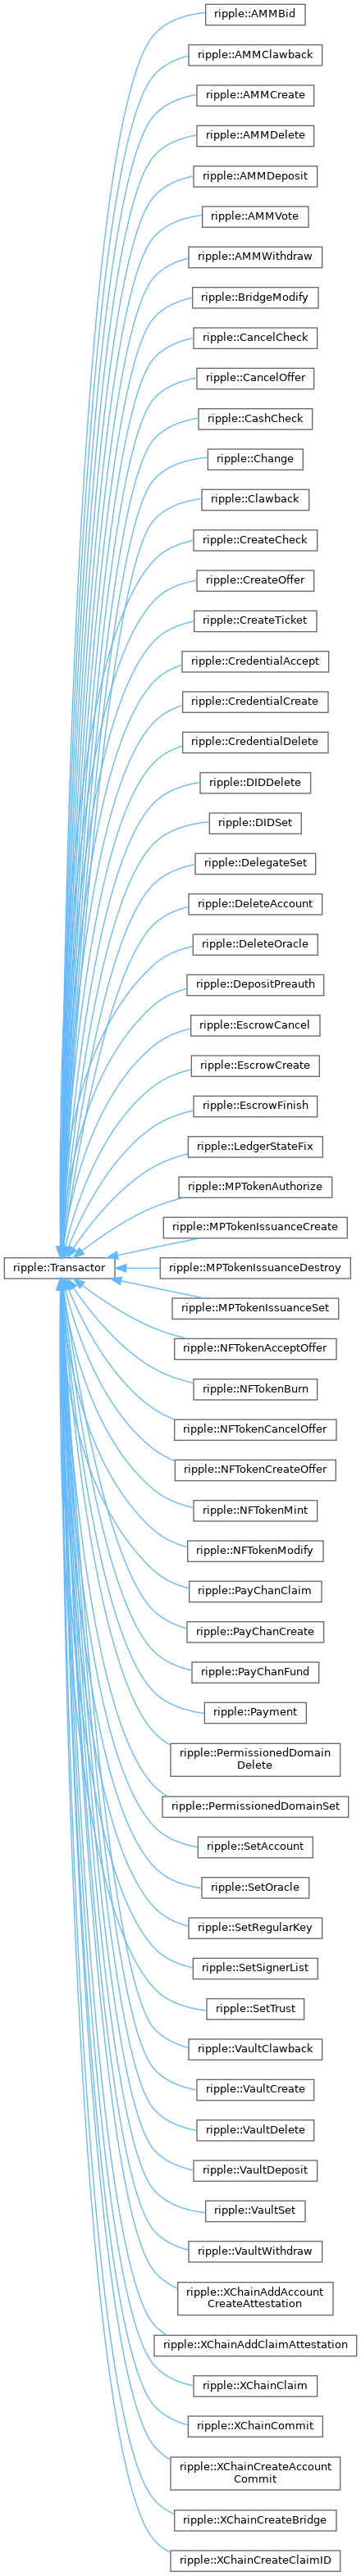 ripple::AMMBid
ripple::AMMClawback
ripple::AMMCreate
ripple::AMMDelete
ripple::AMMDeposit
ripple::AMMVote
ripple::AMMWithdraw
ripple::BridgeModify
ripple::CancelCheck
ripple::CancelOffer
ripple::CashCheck
ripple::Change
ripple::Clawback
ripple::CreateCheck
ripple::CreateOffer
ripple::CreateTicket
ripple::CredentialAccept
ripple::CredentialCreate
ripple::CredentialDelete
ripple::DIDDelete
ripple::DIDSet
ripple::DelegateSet
ripple::DeleteAccount
ripple::DeleteOracle
ripple::DepositPreauth
ripple::EscrowCancel
ripple::EscrowCreate
ripple::EscrowFinish
ripple::LedgerStateFix
ripple::MPTokenAuthorize
ripple::MPTokenIssuanceCreate
ripple::Transactor
ripple::MPTokenIssuanceDestroy
ripple::MPTokenIssuanceSet
ripple::NFTokenAcceptOffer
ripple::NFTokenBurn
ripple::NFTokenCancelOffer
ripple::NFTokenCreateOffer
ripple::NFTokenMint
ripple::NFTokenModify
ripple::PayChanClaim
ripple::PayChanCreate
ripple::PayChanFund
ripple::Payment
ripple::PermissionedDomain
Delete
ripple::PermissionedDomainSet
ripple::SetAccount
ripple::SetOracle
ripple::SetRegularKey
ripple::SetSignerList
ripple::SetTrust
ripple::VaultClawback
ripple::VaultCreate
ripple::VaultDelete
ripple::VaultDeposit
ripple::VaultSet
ripple::VaultWithdraw
ripple::XChainAddAccount
CreateAttestation
ripple::XChainAddClaimAttestation
ripple::XChainClaim
ripple::XChainCommit
ripple::XChainCreateAccount
Commit
ripple::XChainCreateBridge
ripple::XChainCreateClaimID